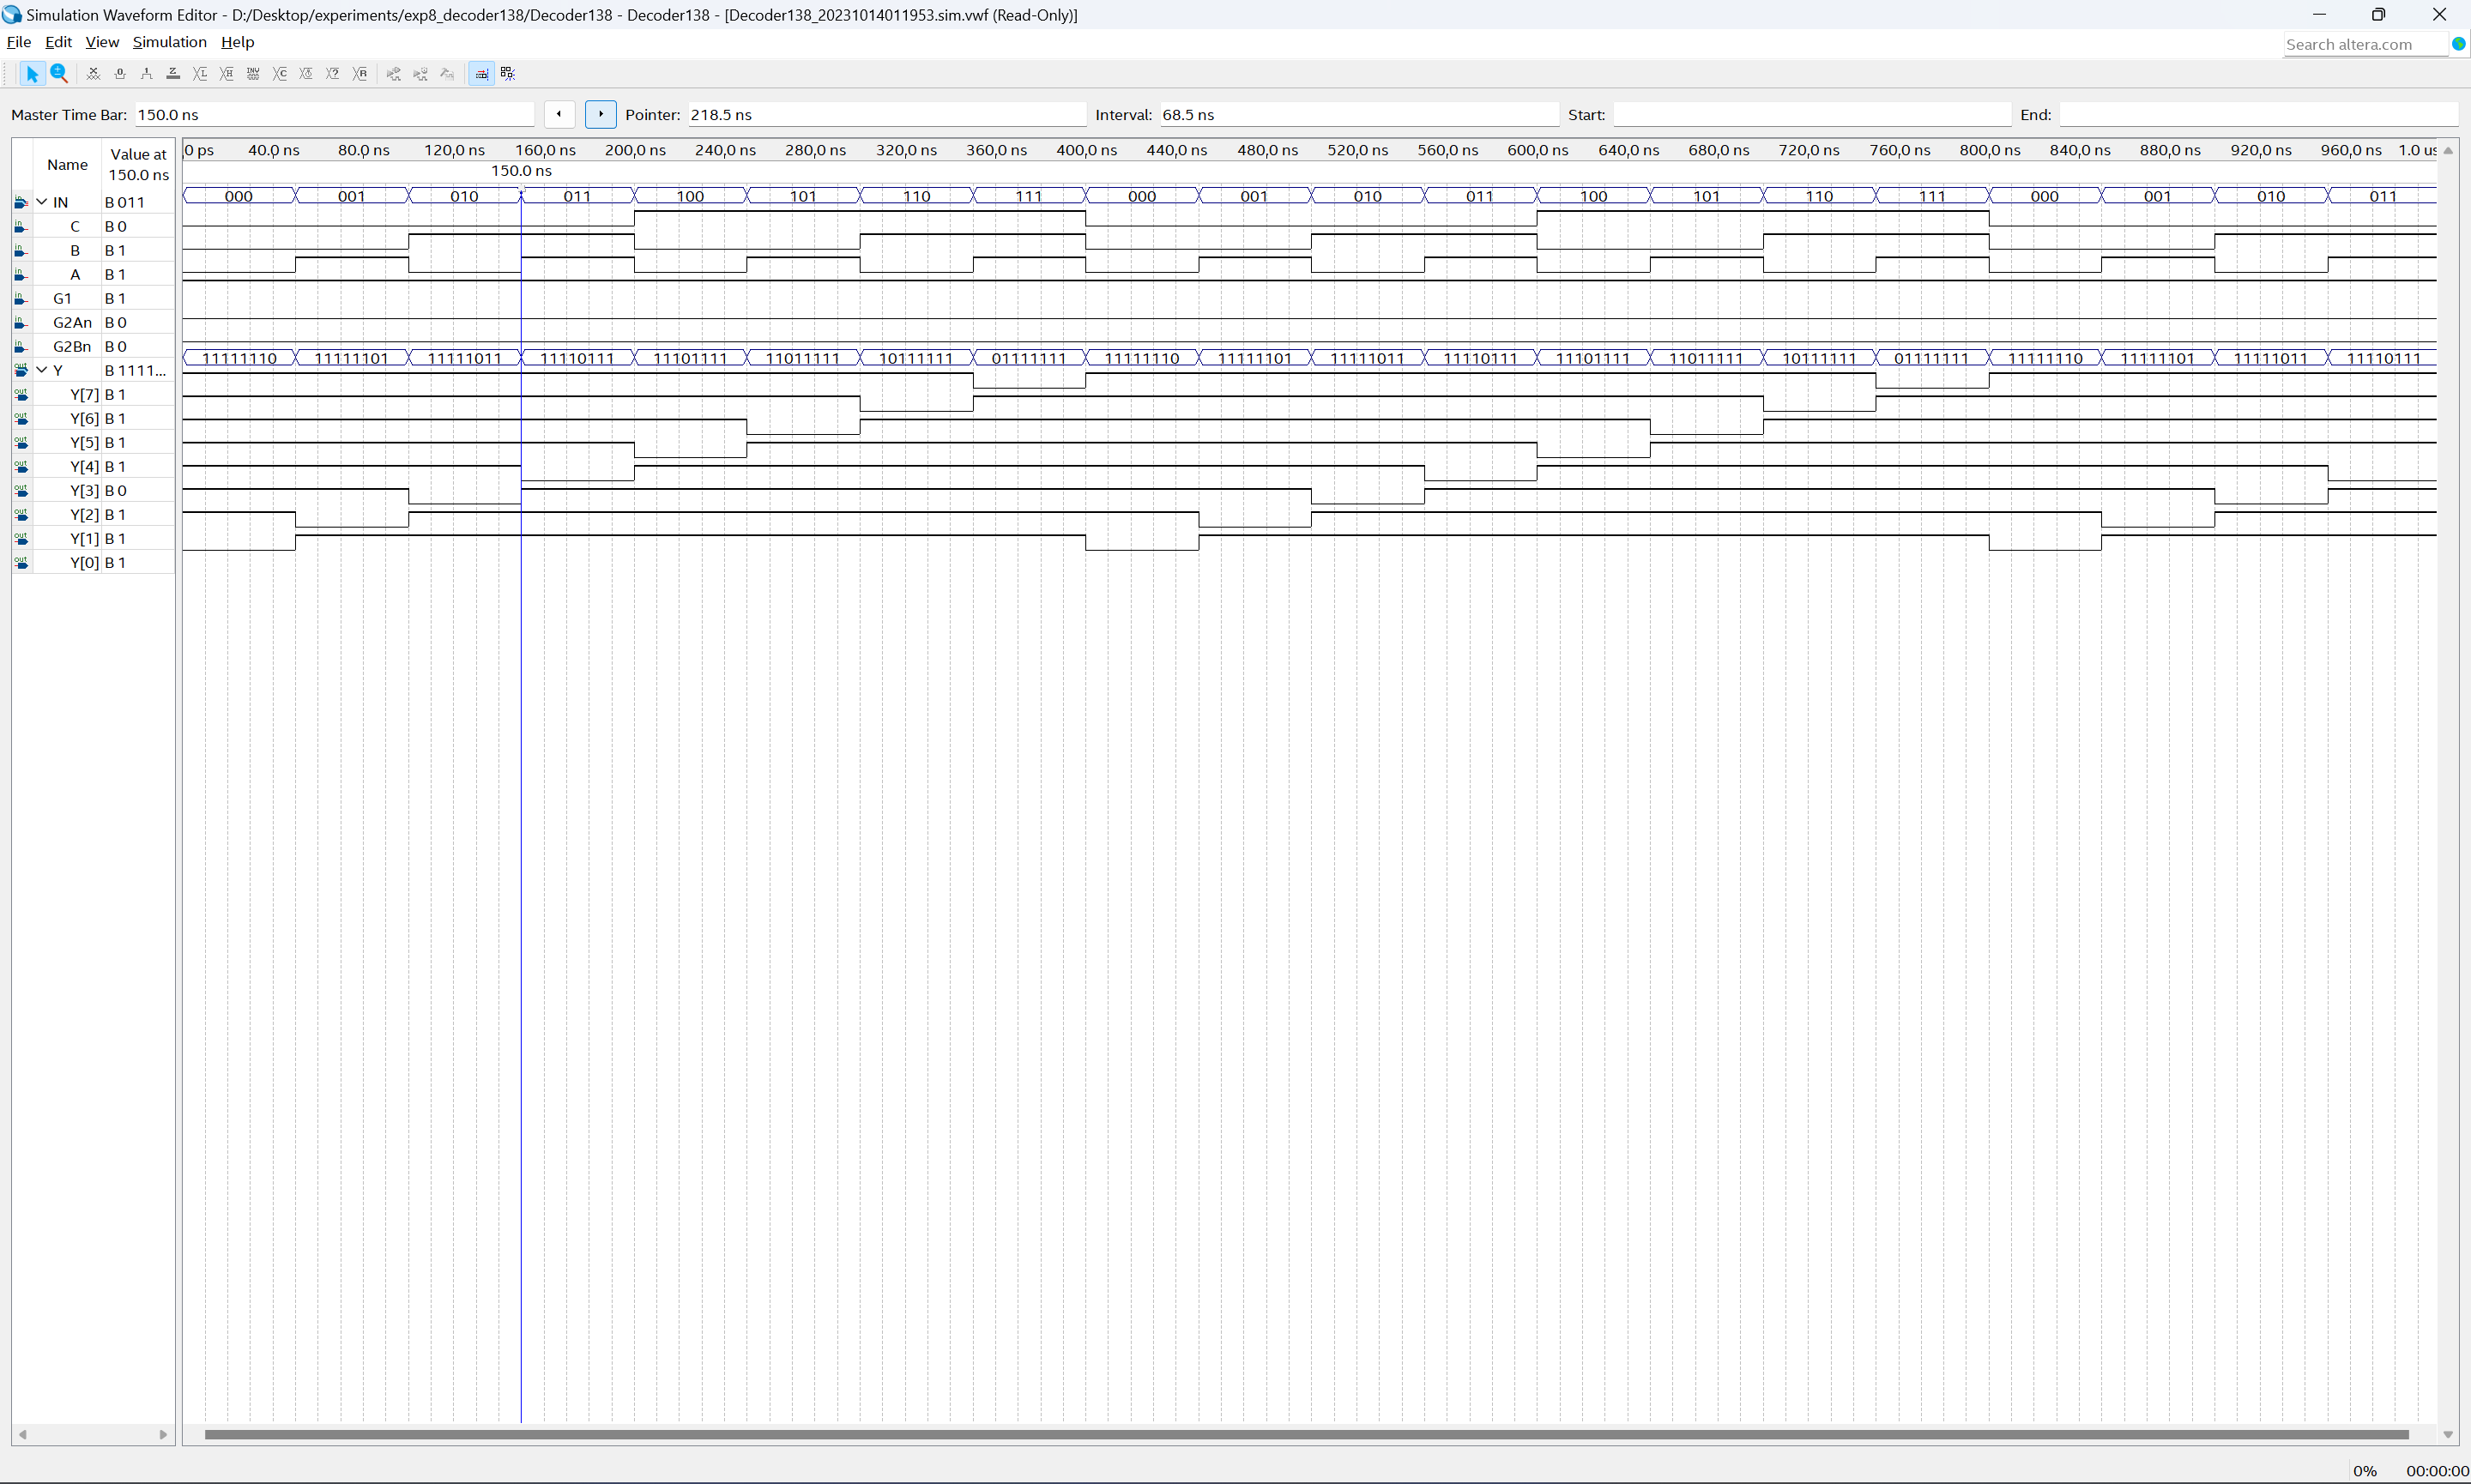 Simulation Waveform Editor - D:/Desktop/experiments/exp8_decoder138/Decoder138 - Decoder138 - [Decoder138_20231014011953.sim.vwf (Read-Only)]
File Edit View Simulation Help
Search altera.com
Master Time Bar: 150.0 ns Pointer: 218.5 ns Interval: 68.5 ns Start: End:
Name Value at 150.0 ns
0 ps 40.0 ns 80.0 ns 120.0 ns 160.0 ns 200.0 ns 240.0 ns 280.0 ns 320.0 ns 360.0 ns 400.0 ns 440.0 ns 480.0 ns 520.0 ns 560.0 ns 600.0 ns 640.0 ns 680.0 ns 720.0 ns 760.0 ns 800.0 ns 840.0 ns 880.0 ns 920.0 ns 960.0 ns 1.0 us
150.0 ns
IN B 011 000 001 010 011 100 101 110 111 000 001 010 011 100 101 110 111 000 001 010 011
C B 0
B B 1
A B 1
G1 B 1
G2An B 0
G2Bn B 0
11111110 11111101 11111011 11110111 11101111 11011111 10111111 01111111 11111110 11111101 11111011 11110111 11101111 11011111 10111111 01111111 11111110 11111101 11111011 11110111
Y B 1111...
Y[7] B 1
Y[6] B 1
Y[5] B 1
Y[4] B 1
Y[3] B 0
Y[2] B 1
Y[1] B 1
Y[0] B 1
0% 00:00:00